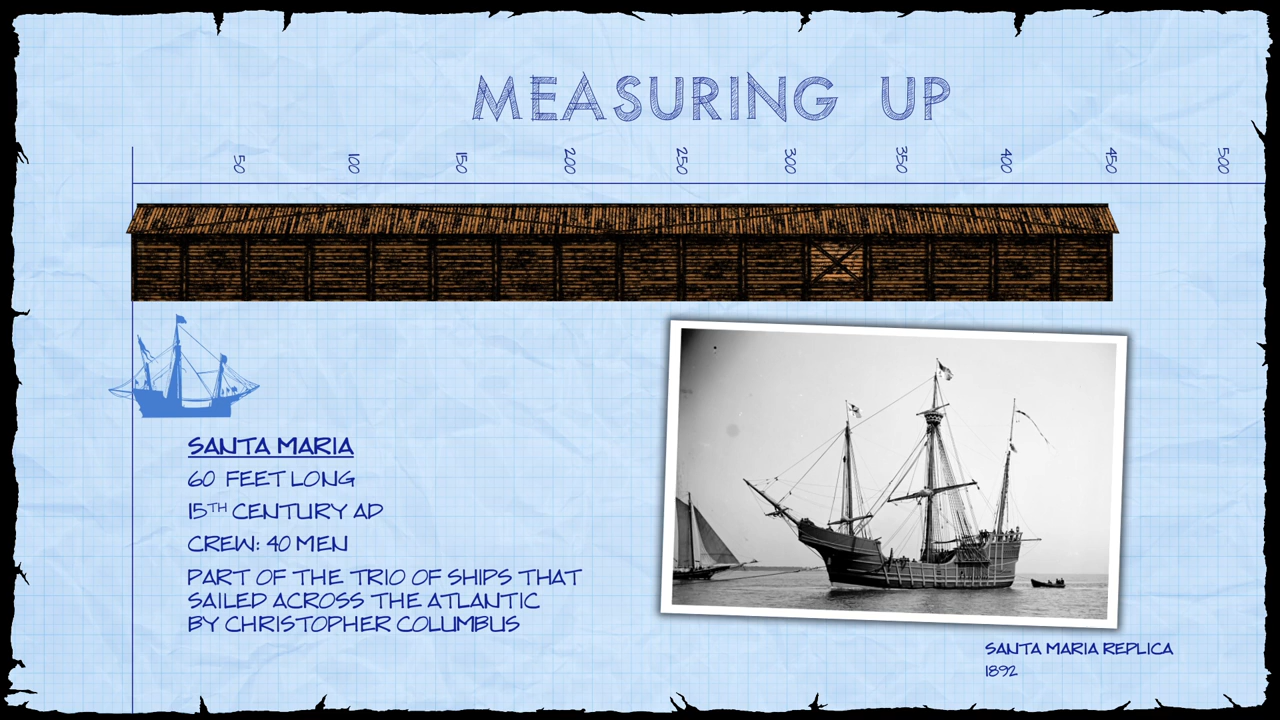 MEASURING UP
50 100 150 200 250 300 350 400 450 500
SANTA MARIA
60 FEET LONG
15TH CENTURY AD
CREW: 40 MEN
PART OF THE TRIO OF SHIPS THAT
SAILED ACROSS THE ATLANTIC
BY CHRISTOPHER COLUMBUS
SANTA MARIA REPLICA
1892